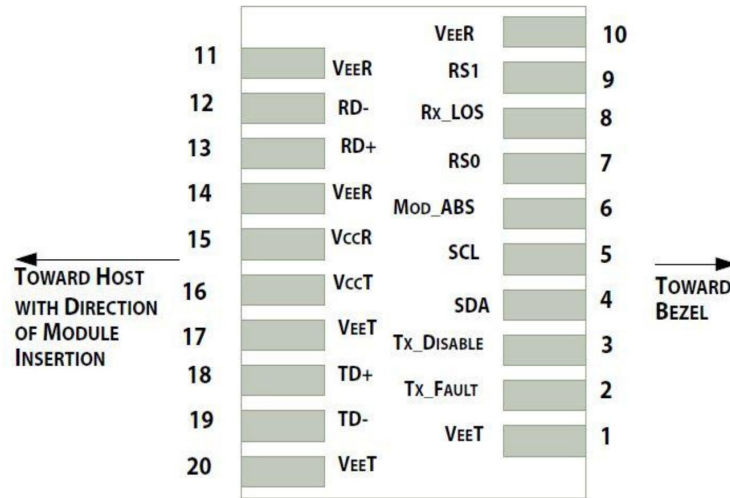 VEER 10
11 VEER
RS1 9
12 RD-
RX_LOS 8
13 RD+
RS0 7
14 VEER
MOD_ABS 6
15 VCCR
SCL 5
TOWARD HOST
WITH DIRECTION
OF MODULE
INSERTION
TOWARD
BEZEL
16 VCCT
SDA 4
17 VEET
TX_DISABLE 3
18 TD+
TX_FAULT 2
19 TD-
VEET 1
20 VEET